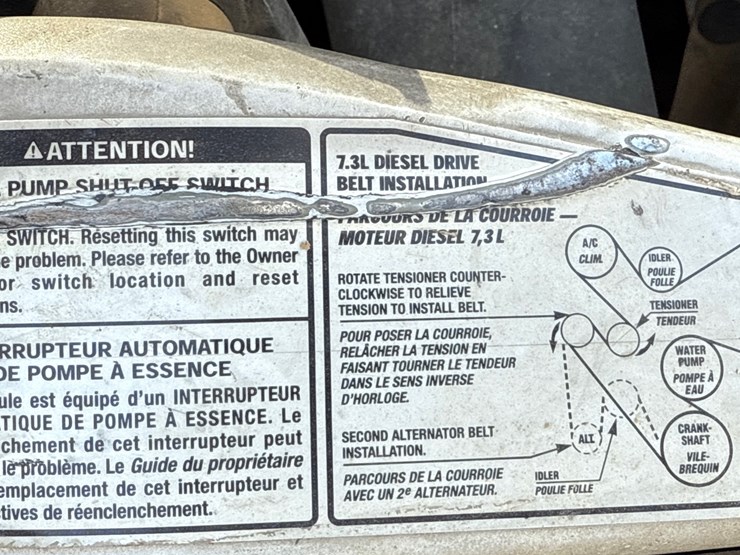 ATTENTION!
PUMP SHUT-OFF SWITCH
SWITCH. Resetting this switch may
e problem. Please refer to the Owner
or switch location and reset
ns.
RRUPTEUR AUTOMATIQUE
DE POMPE À ESSENCE
ule est équipé d'un INTERRUPTEUR
TIQUE DE POMPE À ESSENCE. Le
chement de cet interrupteur peut
le problème. Le Guide du propriétaire
emplacement de cet interrupteur et
tives de réenclenchement.
7.3L DIESEL DRIVE
BELT INSTALLATION
PARCOURS DE LA COURROIE —
MOTEUR DIESEL 7,3 L
ROTATE TENSIONER COUNTER-
CLOCKWISE TO RELIEVE
TENSION TO INSTALL BELT.
POUR POSER LA COURROIE,
RELÂCHER LA TENSION EN
FAISANT TOURNER LE TENDEUR
DANS LE SENS INVERSE
D'HORLOGE.
SECOND ALTERNATOR BELT
INSTALLATION.
PARCOURS DE LA COURROIE
AVEC UN 2e ALTERNATEUR.
A/C
CLIM.
IDLER
POULIE
FOLLE
TENSIONER
TENDEUR
WATER
PUMP
POMPE À
EAU
CRANK-
SHAFT
VILE-
BREQUIN
ALT.
IDLER
POULIE FOLLE